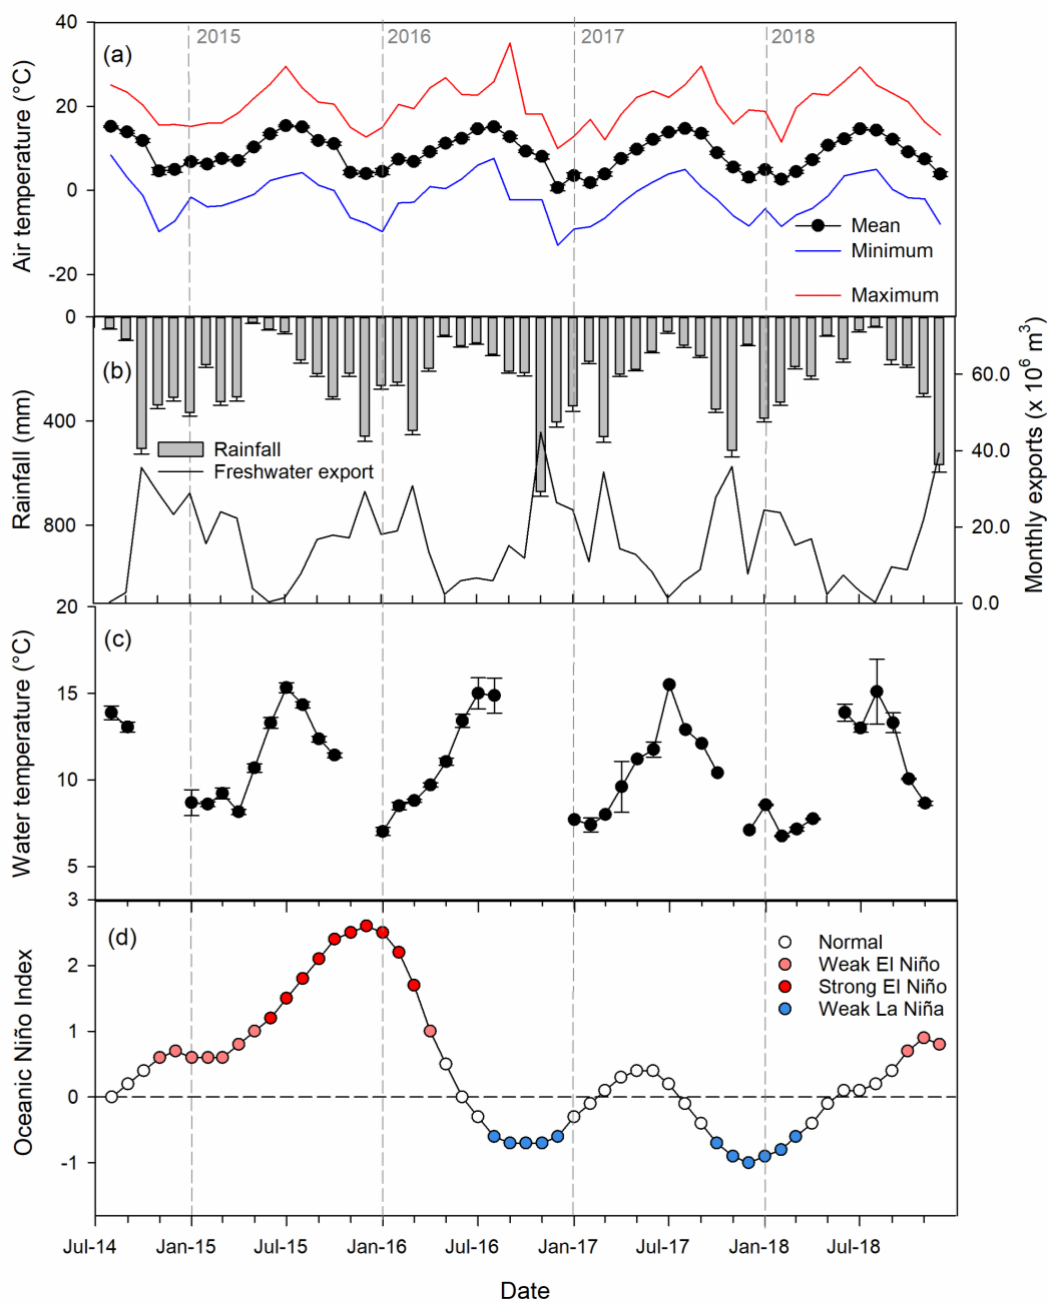 40
20
0
-20
Air temperature (°C)
(a)
2015
2016
2017
2018
Mean
Minimum
Maximum
0
400
800
2
Rainfall (mm)
(b)
Rainfall
Freshwater export
60.0
40.0
20.0
0.0
Monthly exports (x 10⁶ m³)
20
15
10
5
3
Water temperature (°C)
(c)
2
1
0
-1
Oceanic Niño Index
(d)
Normal
Weak El Niño
Strong El Niño
Weak La Niña
Jul-14
Jan-15
Jul-15
Jan-16
Jul-16
Jan-17
Jul-17
Jan-18
Jul-18
Date